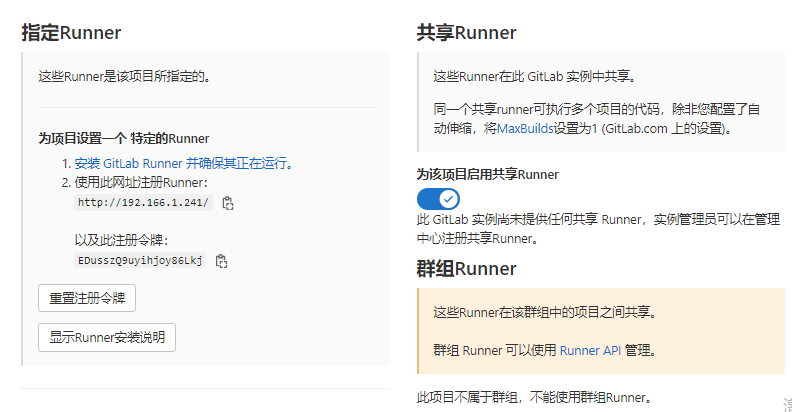 指定Runner
这些Runner是该项目所指定的。
为项目设置一个 特定的Runner
1. 安装 GitLab Runner 并确保其正在运行。
2. 使用此网址注册Runner:
http://192.166.1.241/
以及此注册令牌:
EDusszQ9uyihjoy86Lkj
重置注册令牌
显示Runner安装说明
共享Runner
这些Runner在此 GitLab 实例中共享。
同一个共享runner可执行多个项目的代码，除非您配置了自
动伸缩，将MaxBuilds设置为1 (GitLab.com 上的设置)。
为该项目启用共享Runner
此 GitLab 实例尚未提供任何共享 Runner，实例管理员可以在管理
中心注册共享Runner。
群组Runner
这些Runner在该群组中的项目之间共享。
群组 Runner 可以使用 Runner API 管理。
此项目不属于群组，不能使用群组Runner。